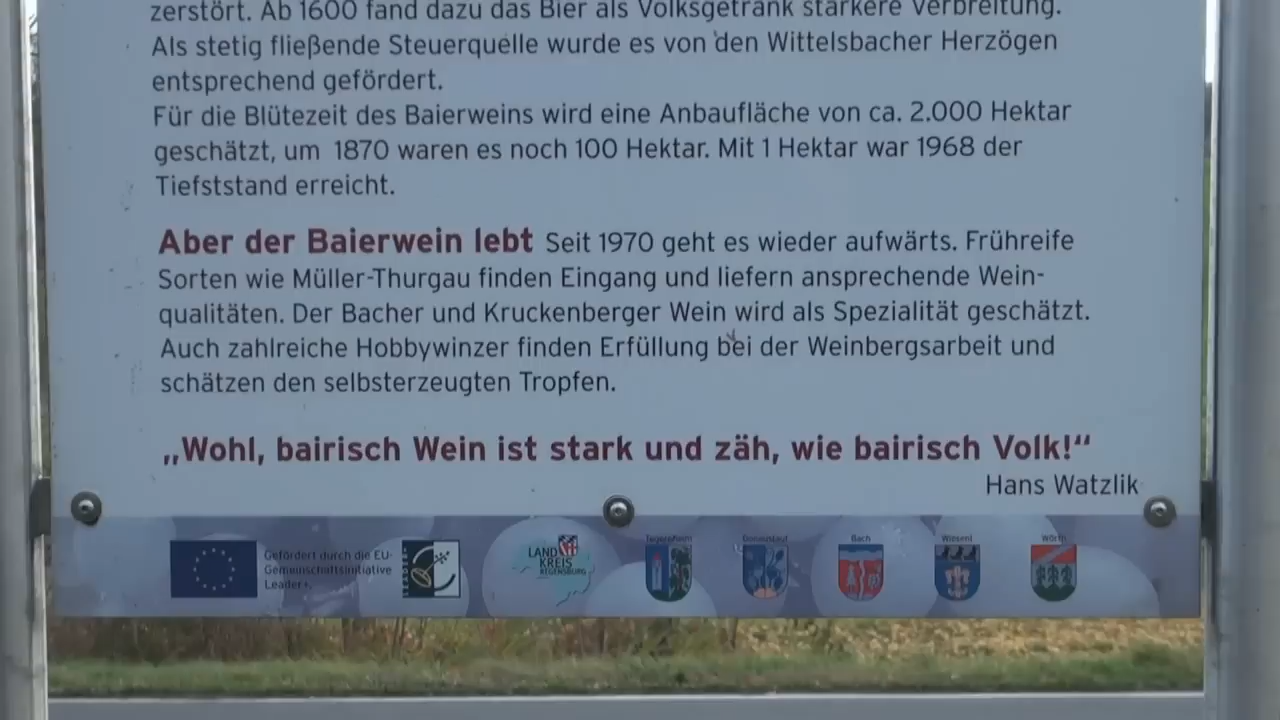 zerstört. Ab 1600 fand dazu das Bier als Volksgetränk stärkere Verbreitung.
Als stetig fließende Steuerquelle wurde es von den Wittelsbacher Herzögen
entsprechend gefördert.
Für die Blütezeit des Baierweins wird eine Anbaufläche von ca. 2.000 Hektar
geschätzt, um 1870 waren es noch 100 Hektar. Mit 1 Hektar war 1968 der
Tiefststand erreicht.
Aber der Baierwein lebt Seit 1970 geht es wieder aufwärts. Frühreife
Sorten wie Müller-Thurgau finden Eingang und liefern ansprechende Wein-
qualitäten. Der Bacher und Kruckenberger Wein wird als Spezialität geschätzt.
Auch zahlreiche Hobbywinzer finden Erfüllung bei der Weinbergsarbeit und
schätzen den selbsterzeugten Tropfen.
„Wohl, bairisch Wein ist stark und zäh, wie bairisch Volk!“
Hans Watzlik
Gefördert durch die EU-
Gemeinschaftsinitiative
Leader+.
LAND
KREIS
REGENSBURG
Tegernheim
Donaustauf
Bach
Wiesent
Wörth